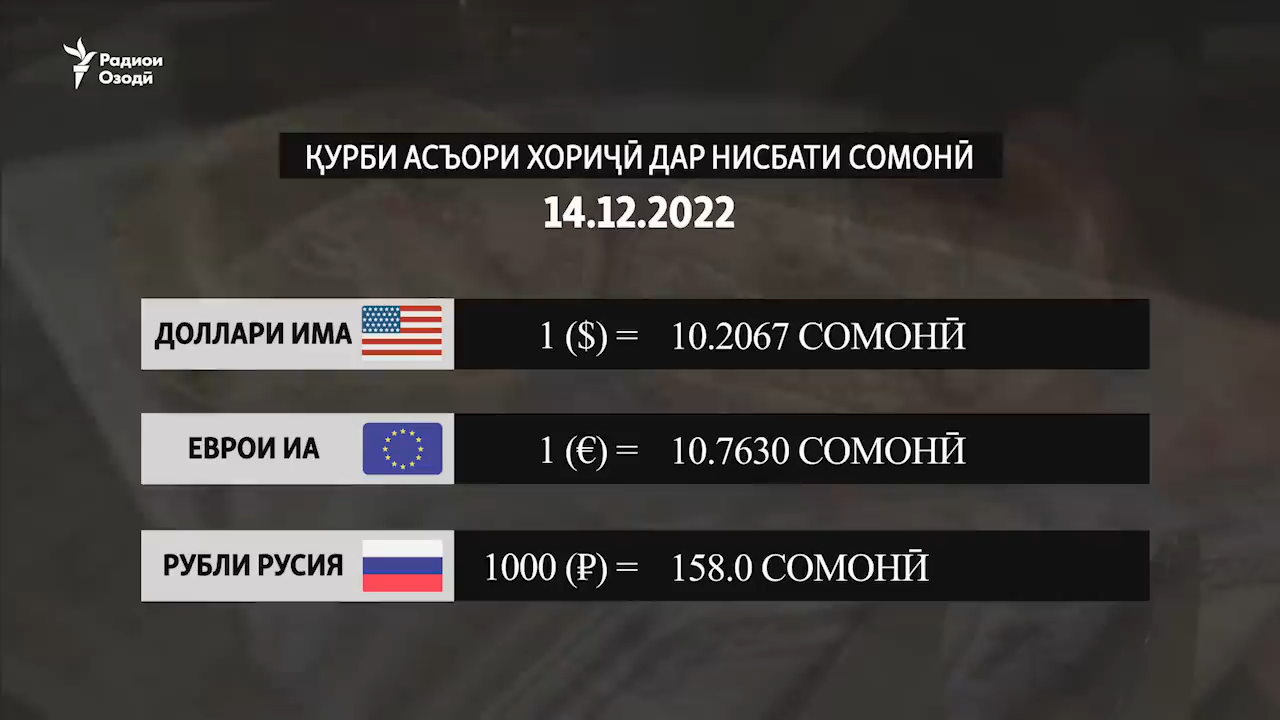 Радиои
Озодӣ
ҚУРБИ АСЪОРИ ХОРИҶӢ ДАР НИСБАТИ СОМОНӢ
14.12.2022
ДОЛЛАРИ ИМА 1 ($) = 10.2067 СОМОНӢ
ЕВРОИ ИА 1 (€) = 10.7630 СОМОНӢ
РУБЛИ РУСИЯ 1000 (₽) = 158.0 СОМОНӢ